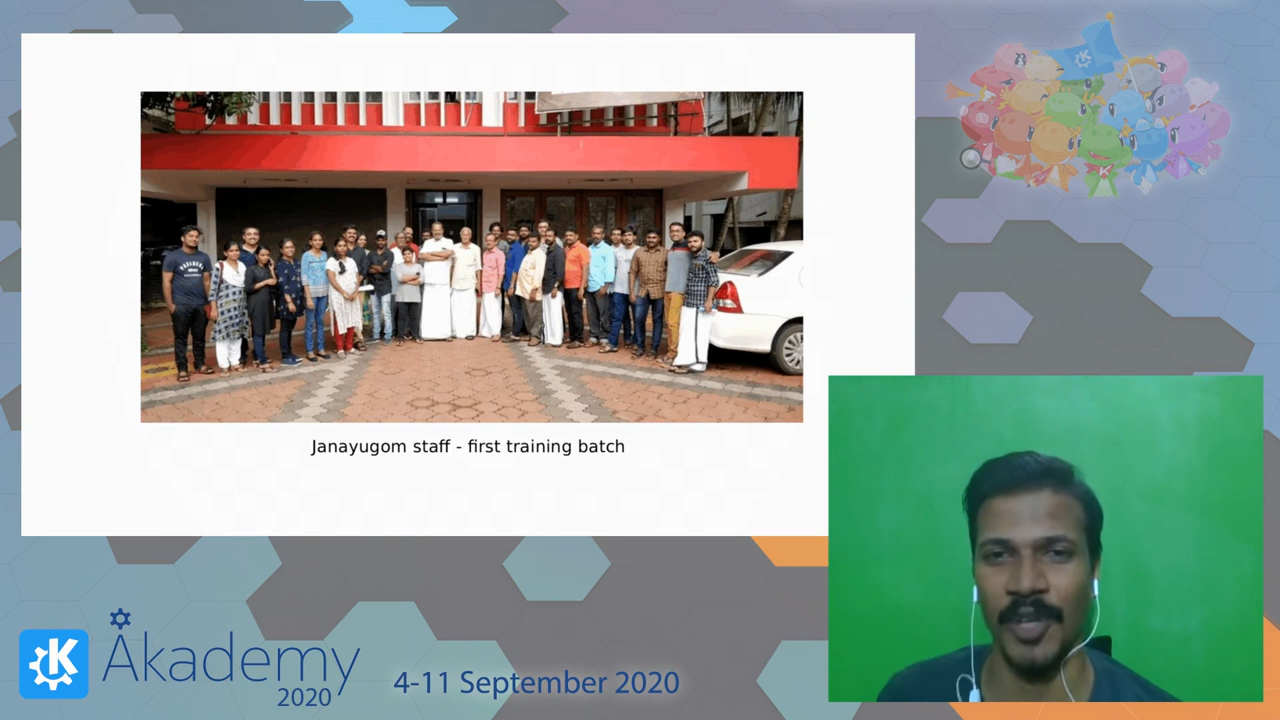 Janayugom staff - first training batch
Akademy
2020
4-11 September 2020